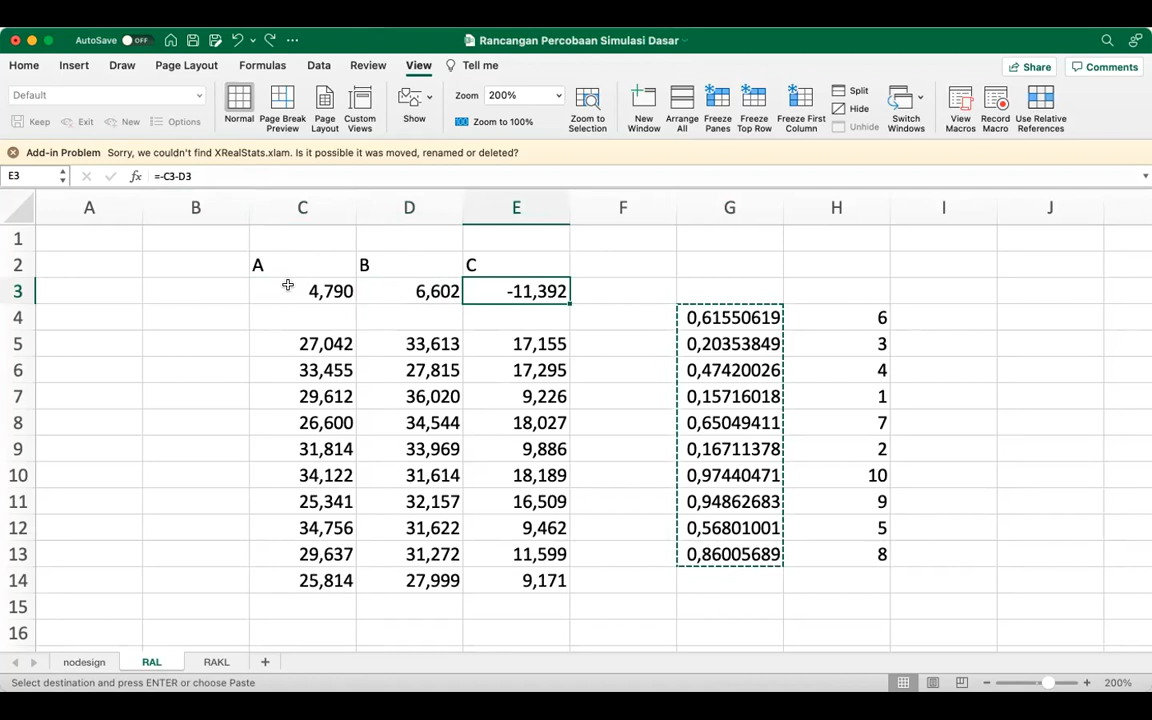 AutoSave OFF Rancangan Percobaan Simulasi Dasar
Home Insert Draw Page Layout Formulas Data Review View Tell me Share Comments
Default Keep Exit New Options
Normal Page Break Preview Page Layout Custom Views Show
Zoom 200% Zoom to 100% Zoom to Selection
New Window Arrange All Freeze Panes Freeze Top Row Freeze First Column
Split Hide Unhide Switch Windows View Macros Record Macro Use Relative References
Add-in Problem Sorry, we couldn't find XRealStats.xlam. Is it possible it was moved, renamed or deleted?
E3 fx =-C3-D3
A B C D E F G H I J
1
2 A B C
3 4,790 6,602 -11,392
4 0,61550619 6
5 27,042 33,613 17,155 0,20353849 3
6 33,455 27,815 17,295 0,47420026 4
7 29,612 36,020 9,226 0,15716018 1
8 26,600 34,544 18,027 0,65049411 7
9 31,814 33,969 9,886 0,16711378 2
10 34,122 31,614 18,189 0,97440471 10
11 25,341 32,157 16,509 0,94862683 9
12 34,756 31,622 9,462 0,56801001 5
13 29,637 31,272 11,599 0,86005689 8
14 25,814 27,999 9,171
15
16
nodesign RAL RAKL
Select destination and press ENTER or choose Paste 200%